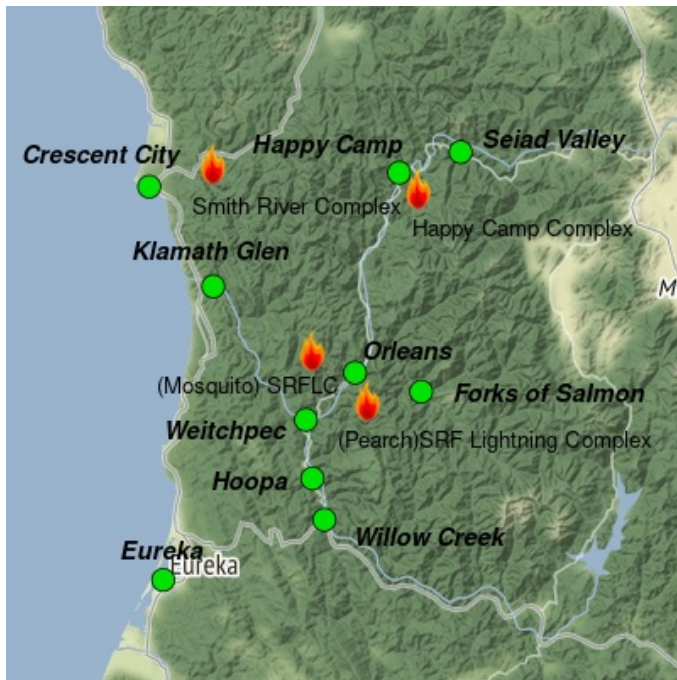 Happy Camp
Seiad Valley
Crescent City
Smith River Complex
Happy Camp Complex
Klamath Glen
M
Orleans
(Mosquito) SRFLC
Forks of Salmon
Weitchpec
(Pearch)SRF Lightning Complex
Hoopa
Willow Creek
Eureka
Eureka